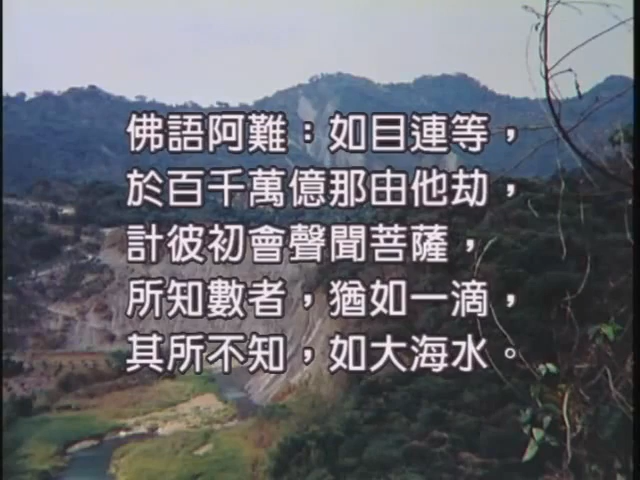 佛語阿難：如目連等，
於百千萬億那由他劫，
計彼初會聲聞菩薩，
所知數者，猶如一滴，
其所不知，如大海水。